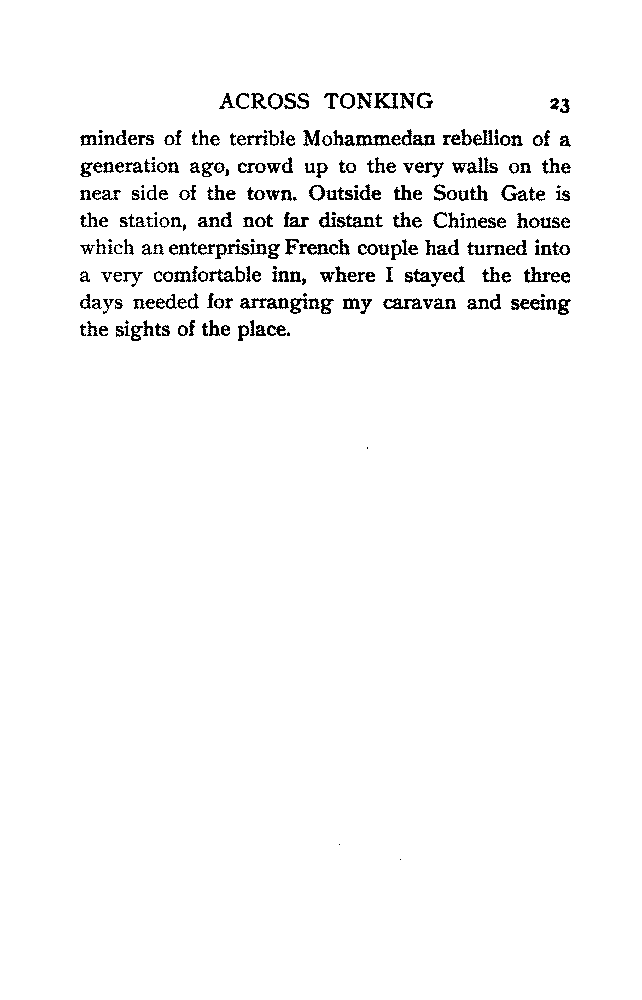 ACROSS TONKING 23
minders of the terrible Mohammedan rebellion of a
generation ago, crowd up to the very walls on the
near side of the town. Outside the South Gate is
the station, and not far distant the Chinese house
which an enterprising French couple had turned into
a very comfortable inn, where I stayed the three
days needed for arranging my caravan and seeing
the sights of the place.